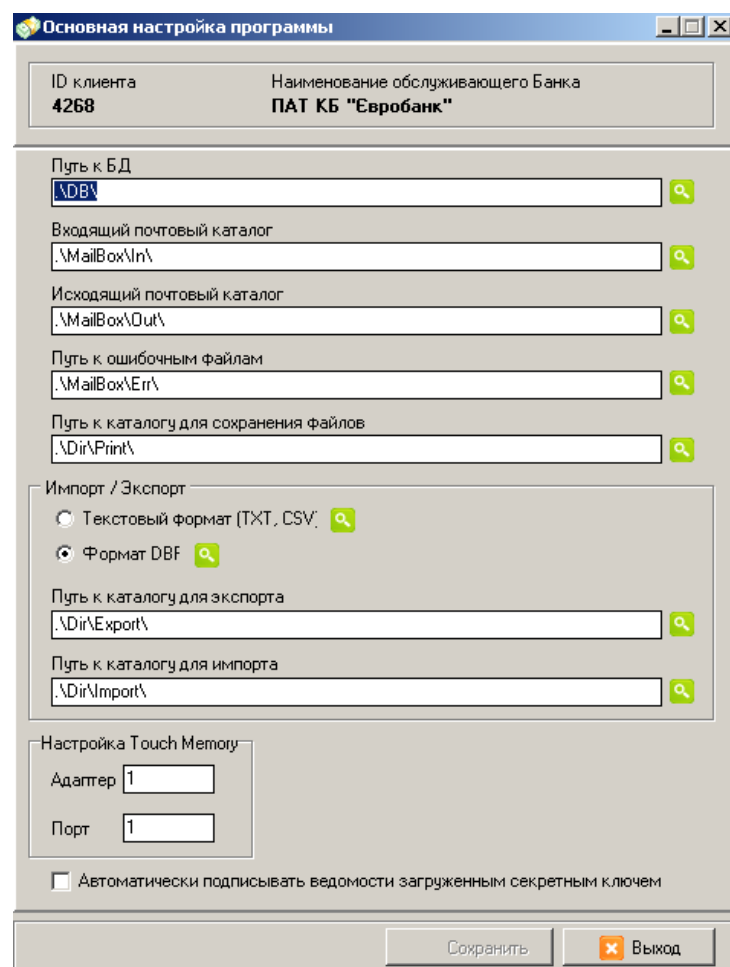 Основная настройка программы
ID клиента Наименование обслуживающего Банка
4268 ПАТ КБ "Євробанк"
Путь к БД
.\DB\
Входящий почтовый каталог
.\MailBox\In\
Исходящий почтовый каталог
.\MailBox\Out\
Путь к ошибочным файлам
.\MailBox\Err\
Путь к каталогу для сохранения файлов
.\Dir\Print\
Импорт / Экспорт
Текстовый формат (TXT, CSV)
Формат DBF
Путь к каталогу для экспорта
.\Dir\Export\
Путь к каталогу для импорта
.\Dir\Import\
Настройка Touch Memory
Адаптер 1
Порт 1
Автоматически подписывать ведомости загруженным секретным ключем
Сохранить Выход